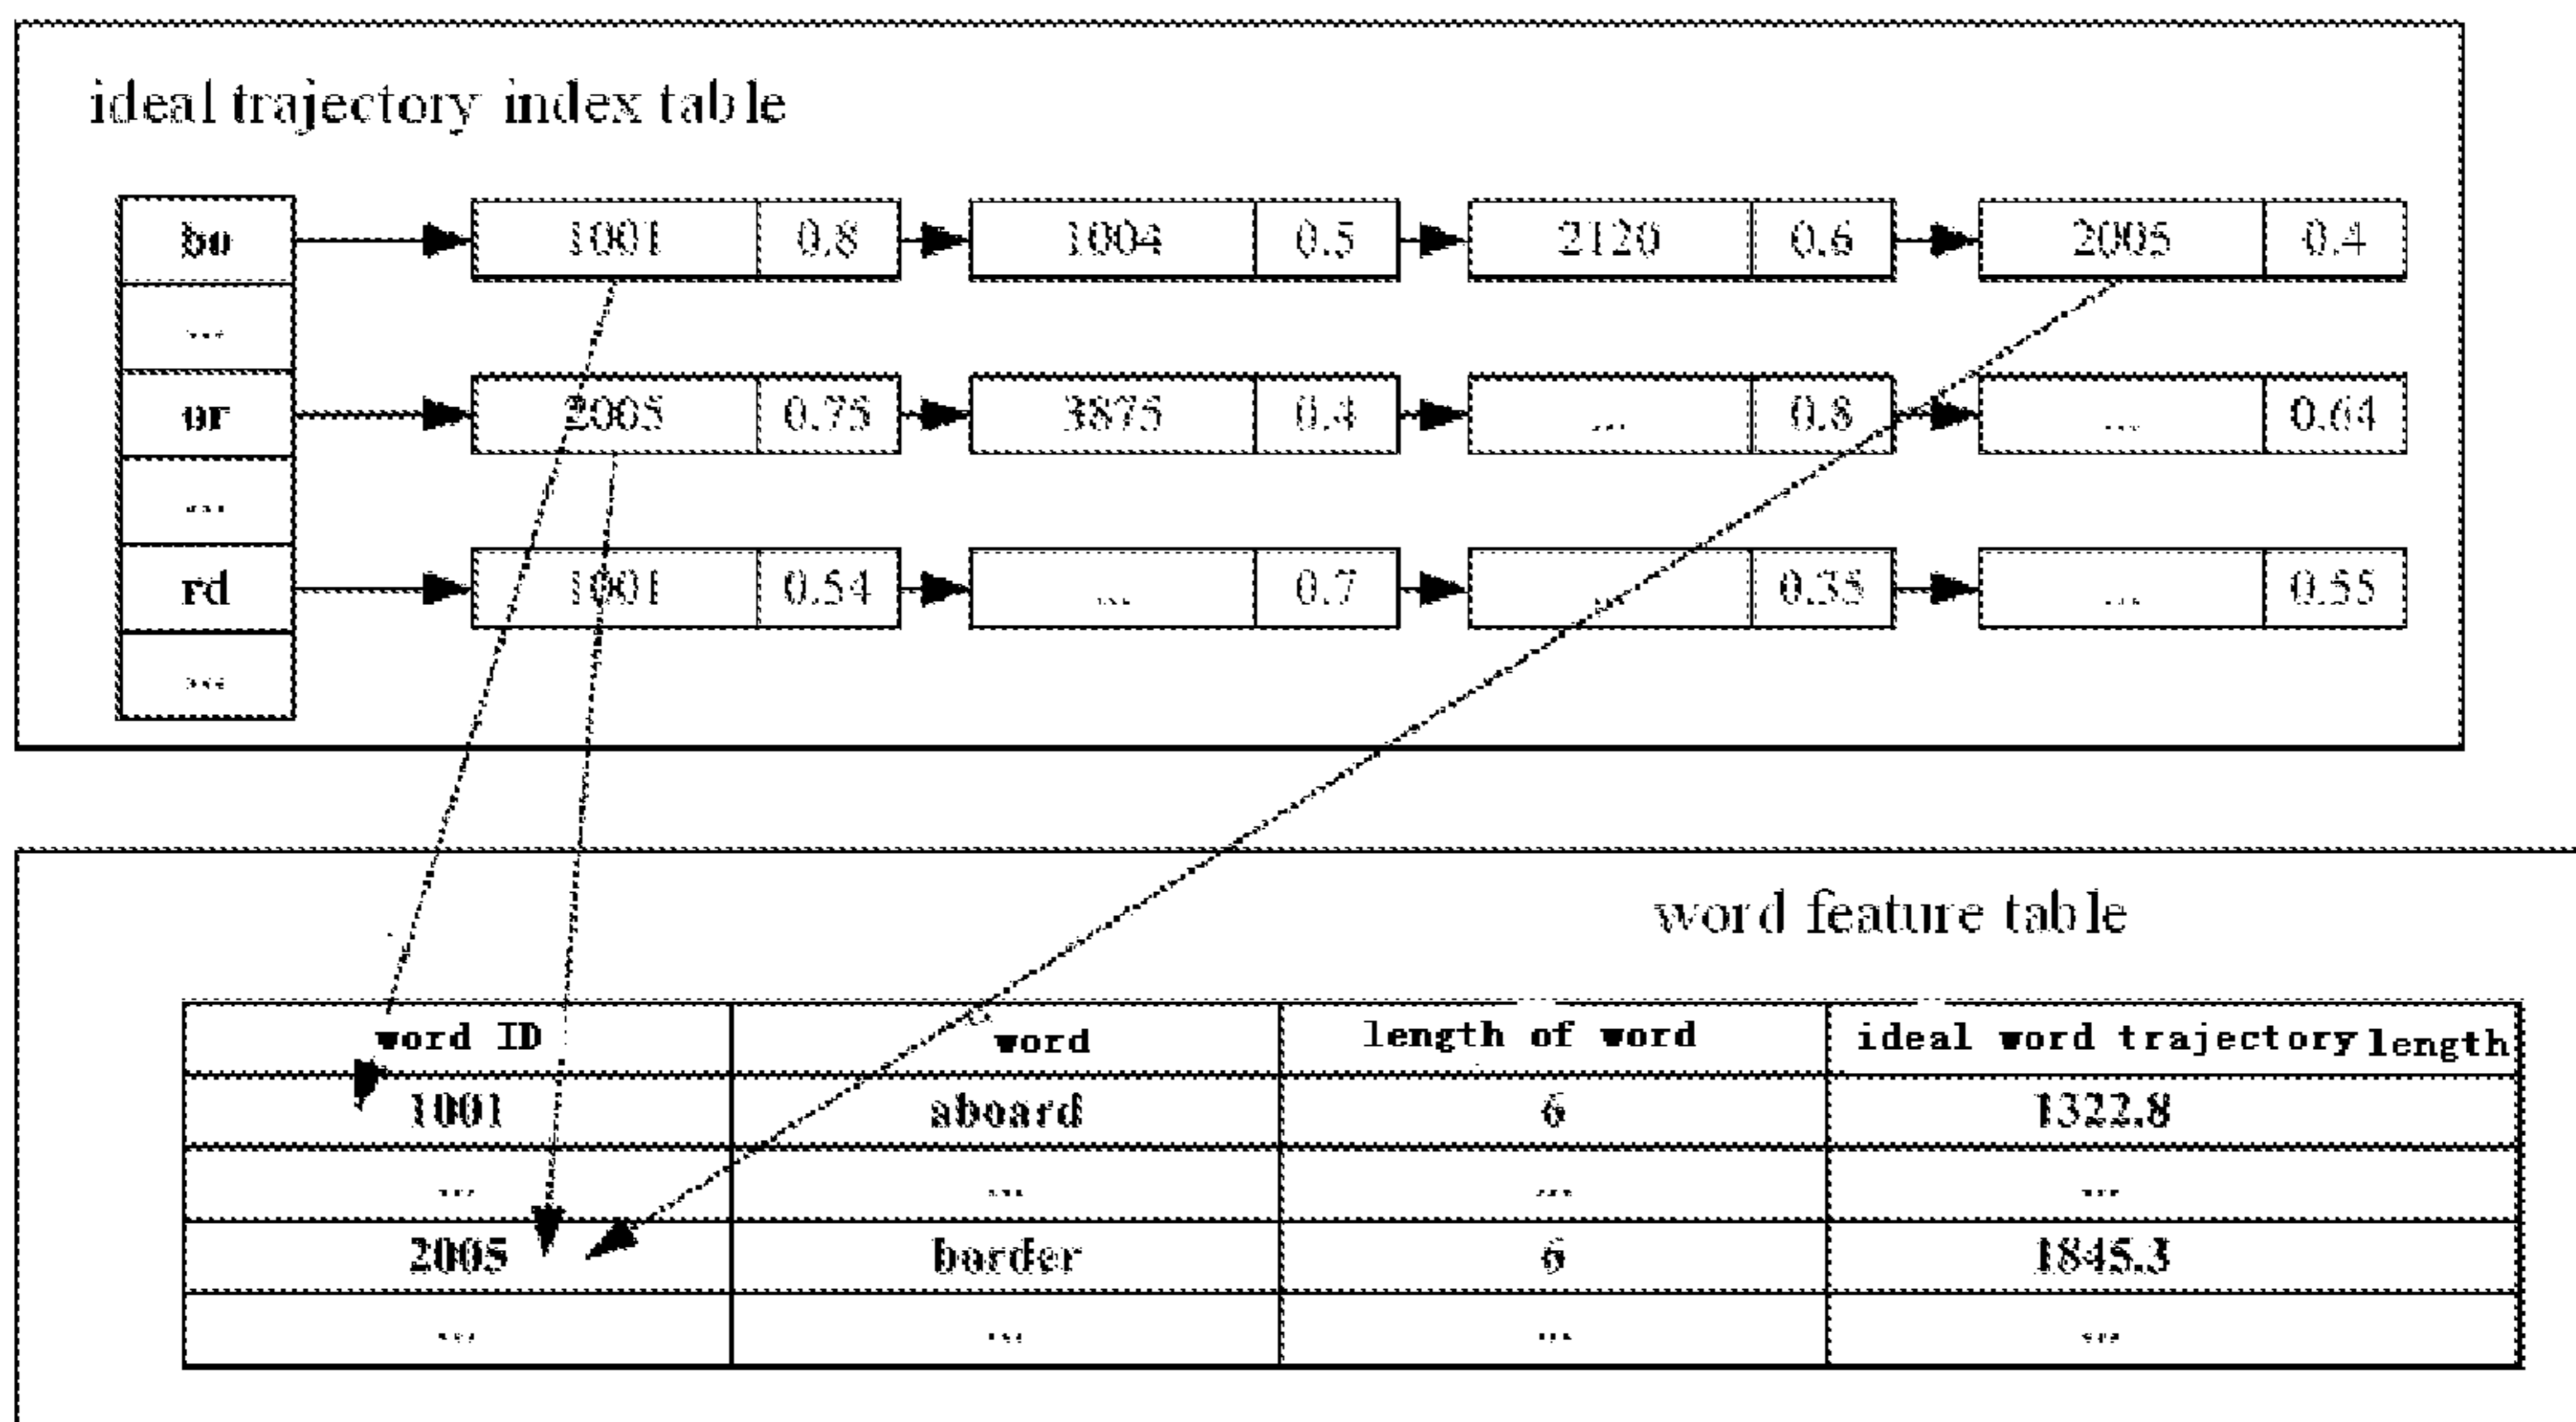 ideal trajectory index table
bo 1001 0.8 1004 0.5 2120 0.6 2005 0.4
...
or 2005 0.75 3875 0.4 ... 0.8 ... 0.64
...
rd 1001 0.54 ... 0.7 ... 0.35 ... 0.55
...
word feature table
word ID word length of word ideal word trajectory length
1001 aboard 6 1322.8
... ... ... ...
2005 border 6 1845.3
... ... ... ...